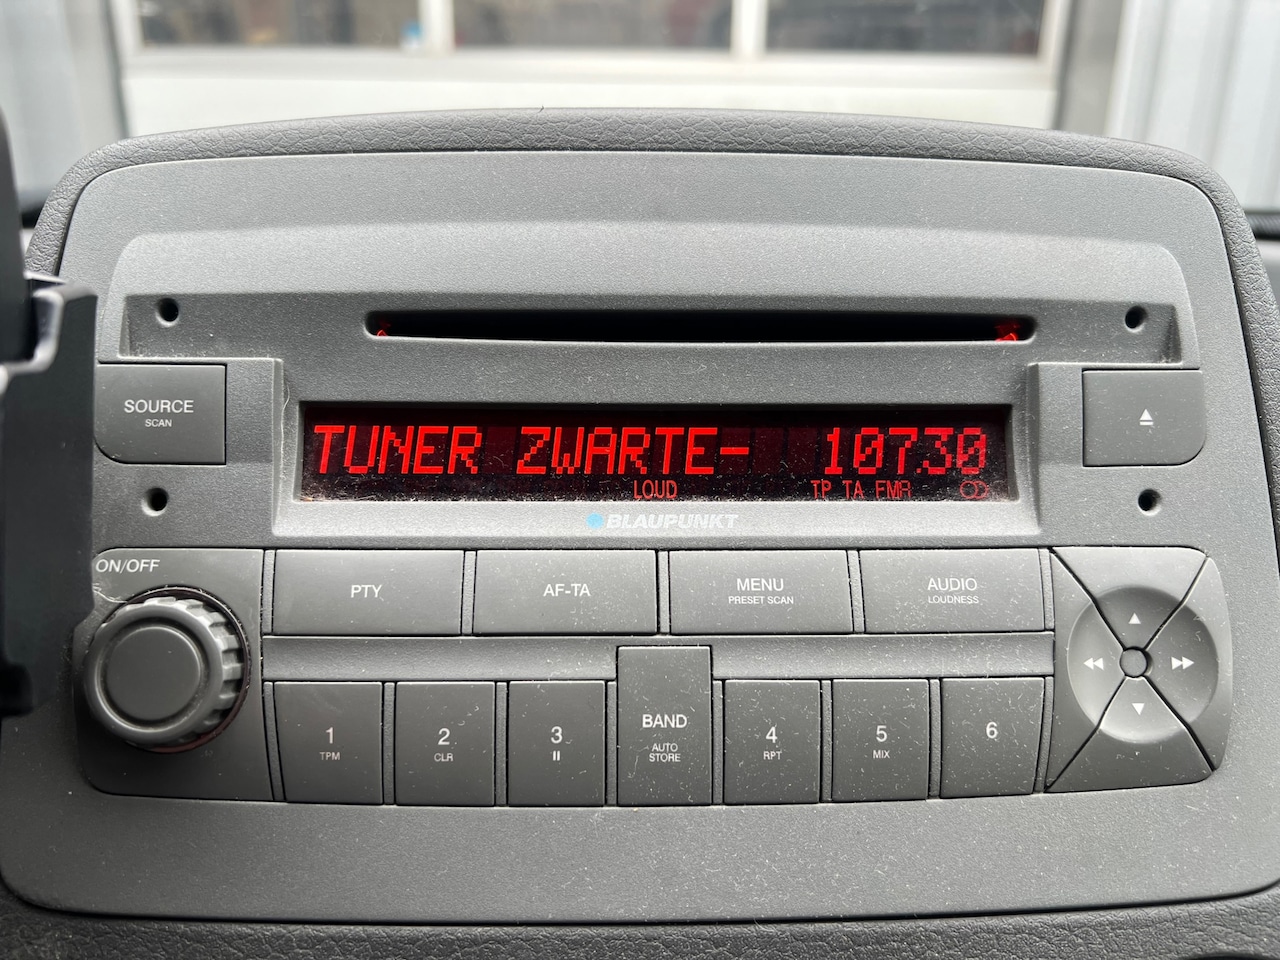 SOURCE
SCAN
TUNER ZWARTE- 107.30
LOUD TP TA FMR
BLAUPUNKT
ON/OFF
PTY AF-TA MENU AUDIO
PRESET SCAN LOUDNESS
1 2 3 BAND 4 5 6
TPM CLR AUTO STORE RPT MIX